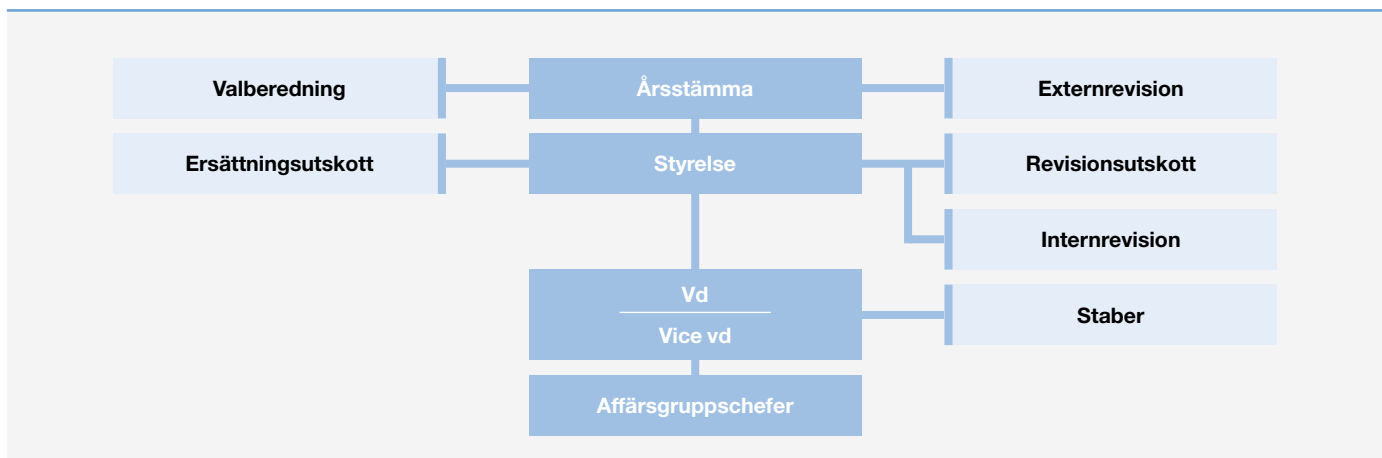 Valberedning
Årsstämma
Externrevision
Ersättningsutskott
Styrelse
Revisionsutskott
Internrevision
Vd
Vice vd
Staber
Affärsgruppschefer